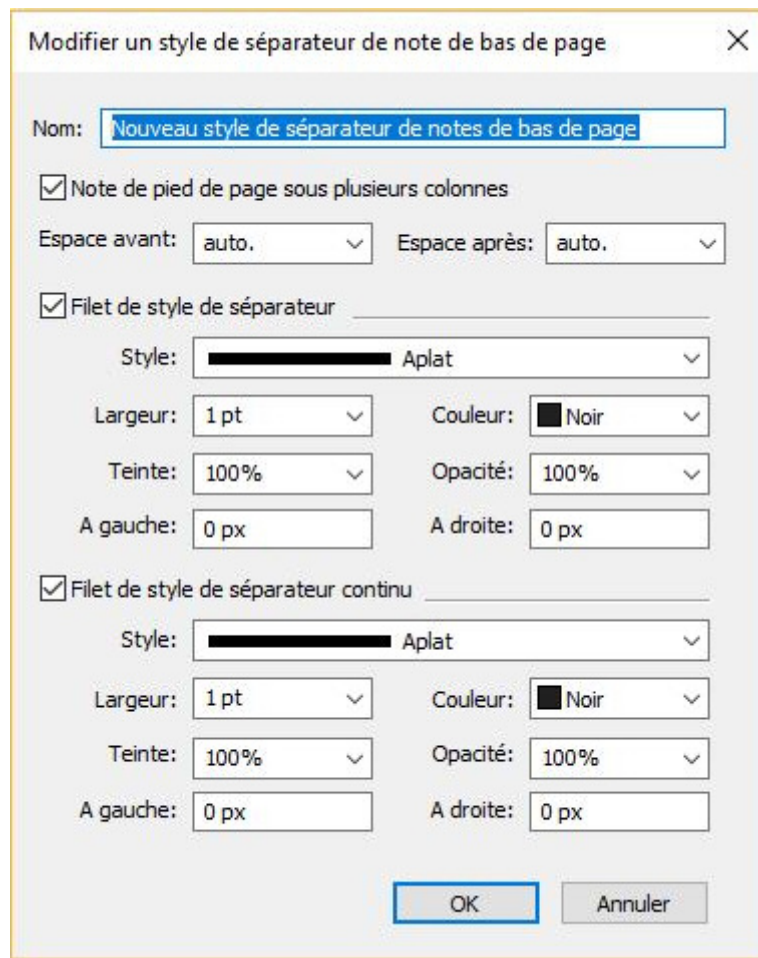 Modifier un style de séparateur de note de bas de page
Nom: Nouveau style de séparateur de notes de bas de page
Note de pied de page sous plusieurs colonnes
Espace avant: auto. Espace après: auto.
Filet de style de séparateur
Style: Aplat
Largeur: 1 pt Couleur: Noir
Teinte: 100% Opacité: 100%
A gauche: 0 px A droite: 0 px
Filet de style de séparateur continu
Style: Aplat
Largeur: 1 pt Couleur: Noir
Teinte: 100% Opacité: 100%
A gauche: 0 px A droite: 0 px
OK Annuler